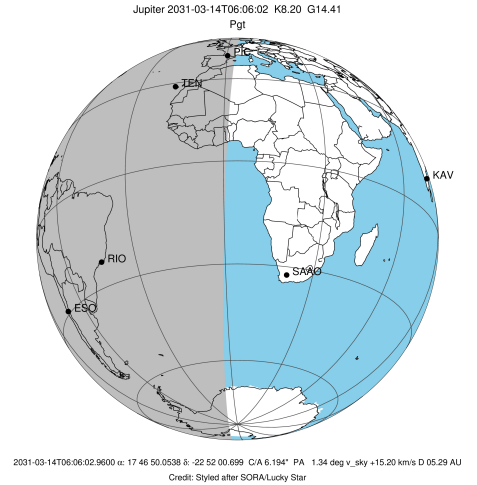 Jupiter 2031-03-14T06:06:02 K8.20 G14.41
Pgt
PIC
TEN
KAV
RIO
SAAO
ESO
2031-03-14T06:06:02.9600 α: 17 46 50.0538 δ: -22 52 00.699 C/A 6.194" PA 1.34 deg v_sky +15.20 km/s D 05.29 AU
Credit: Styled after SORA/Lucky Star